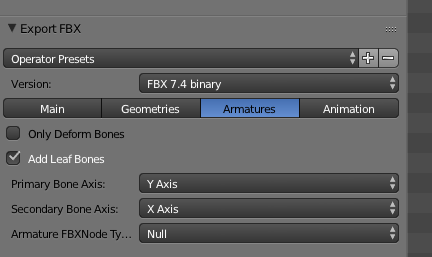 Export FBX
Operator Presets
Version: FBX 7.4 binary
Main Geometries Armatures Animation
Only Deform Bones
Add Leaf Bones
Primary Bone Axis: Y Axis
Secondary Bone Axis: X Axis
Armature FBXNode Ty... Null